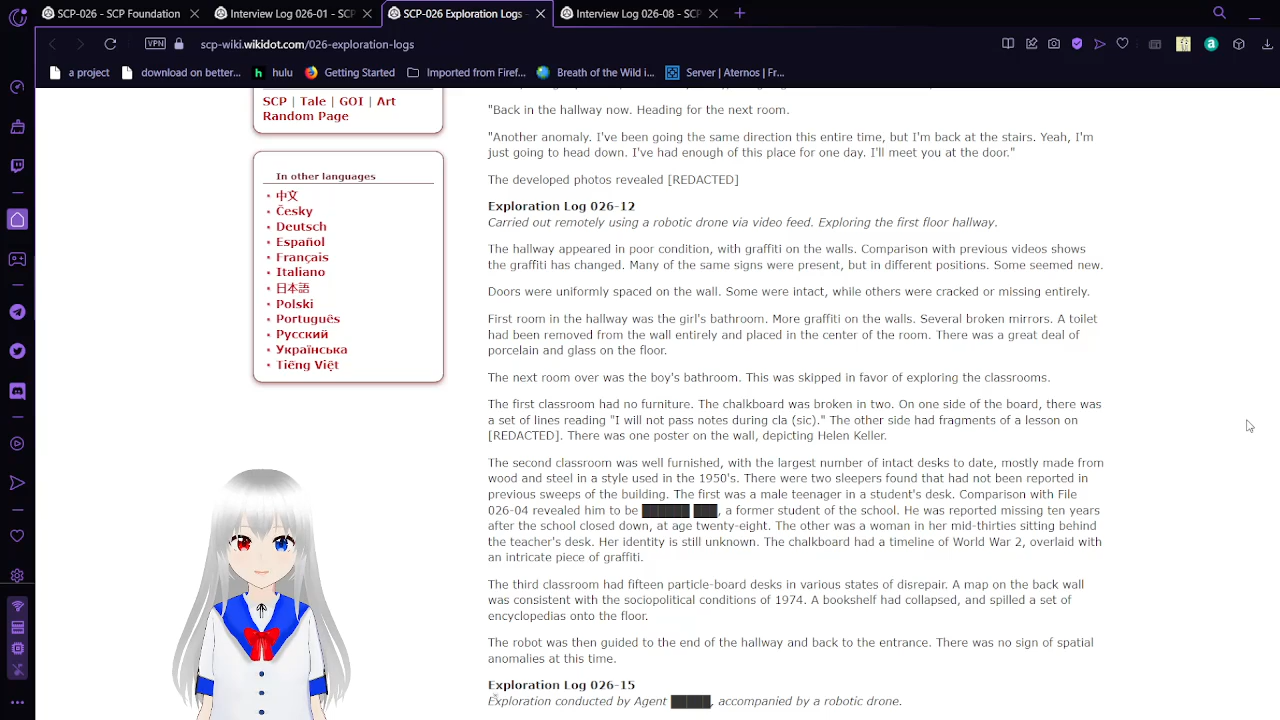 SCP-026 - SCP Foundation
Interview Log 026-01 - SCP
SCP-026 Exploration Logs -
Interview Log 026-08 - SC
VPN
scp-wiki.wikidot.com/026-exploration-logs
a project
download on better...
hulu
Getting Started
Imported from Firef...
Breath of the Wild i...
Server | Aternos | Fr...
SCP | Tale | GOI | Art
Random Page
In other languages
中文
Česky
Deutsch
Español
Français
Italiano
日本語
Polski
Português
Русский
Українська
Tiếng Việt
"Back in the hallway now. Heading for the next room.
"Another anomaly. I've been going the same direction this entire time, but I'm back at the stairs. Yeah, I'm
just going to head down. I've had enough of this place for one day. I'll meet you at the door."
The developed photos revealed [REDACTED]
Exploration Log 026-12
Carried out remotely using a robotic drone via video feed. Exploring the first floor hallway.
The hallway appeared in poor condition, with graffiti on the walls. Comparison with previous videos shows
the graffiti has changed. Many of the same signs were present, but in different positions. Some seemed new.
Doors were uniformly spaced on the wall. Some were intact, while others were cracked or missing entirely.
First room in the hallway was the girl's bathroom. More graffiti on the walls. Several broken mirrors. A toilet
had been removed from the wall entirely and placed in the center of the room. There was a great deal of
porcelain and glass on the floor.
The next room over was the boy's bathroom. This was skipped in favor of exploring the classrooms.
The first classroom had no furniture. The chalkboard was broken in two. On one side of the board, there was
a set of lines reading "I will not pass notes during cla (sic)." The other side had fragments of a lesson on
[REDACTED]. There was one poster on the wall, depicting Helen Keller.
The second classroom was well furnished, with the largest number of intact desks to date, mostly made from
wood and steel in a style used in the 1950's. There were two sleepers found that had not been reported in
previous sweeps of the building. The first was a male teenager in a student's desk. Comparison with File
026-04 revealed him to be ██████ ███, a former student of the school. He was reported missing ten years
after the school closed down, at age twenty-eight. The other was a woman in her mid-thirties sitting behind
the teacher's desk. Her identity is still unknown. The chalkboard had a timeline of World War 2, overlaid with
an intricate piece of graffiti.
The third classroom had fifteen particle-board desks in various states of disrepair. A map on the back wall
was consistent with the sociopolitical conditions of 1974. A bookshelf had collapsed, and spilled a set of
encyclopedias onto the floor.
The robot was then guided to the end of the hallway and back to the entrance. There was no sign of spatial
anomalies at this time.
Exploration Log 026-15
Exploration conducted by Agent █████, accompanied by a robotic drone.